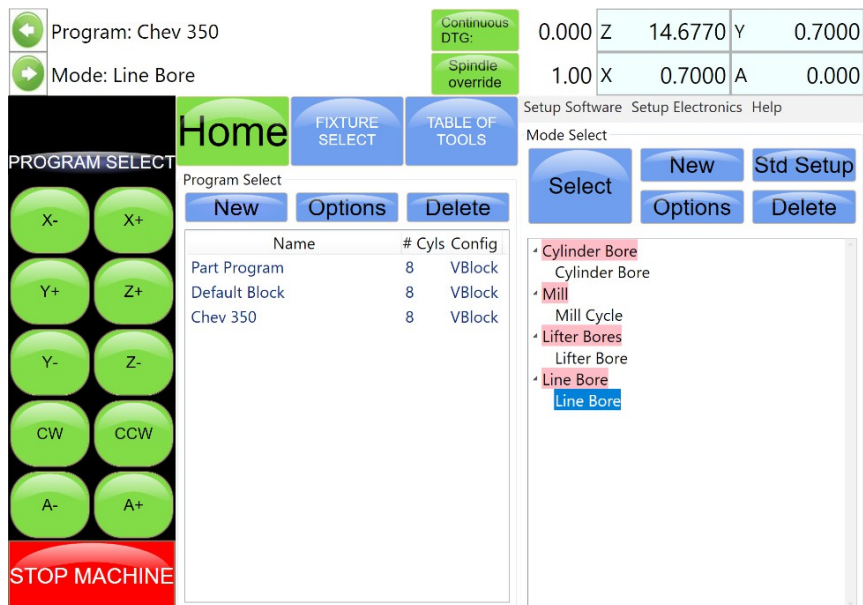 Program: Chev 350
Continuous
DTG:
0.000 Z 14.6770 Y 0.7000
Mode: Line Bore
Spindle
override
1.00 X 0.7000 A 0.000
PROGRAM SELECT
X- X+
Y+ Z+
Y- Z-
CW CCW
A- A+
STOP MACHINE
Home
FIXTURE
SELECT
TABLE OF
TOOLS
Program Select
New Options Delete
Name # Cyls Config
Part Program 8 VBlock
Default Block 8 VBlock
Chev 350 8 VBlock
Setup Software Setup Electronics Help
Mode Select
Select
New Std Setup
Options Delete
Cylinder Bore
Cylinder Bore
Mill
Mill Cycle
Lifter Bores
Lifter Bore
Line Bore
Line Bore